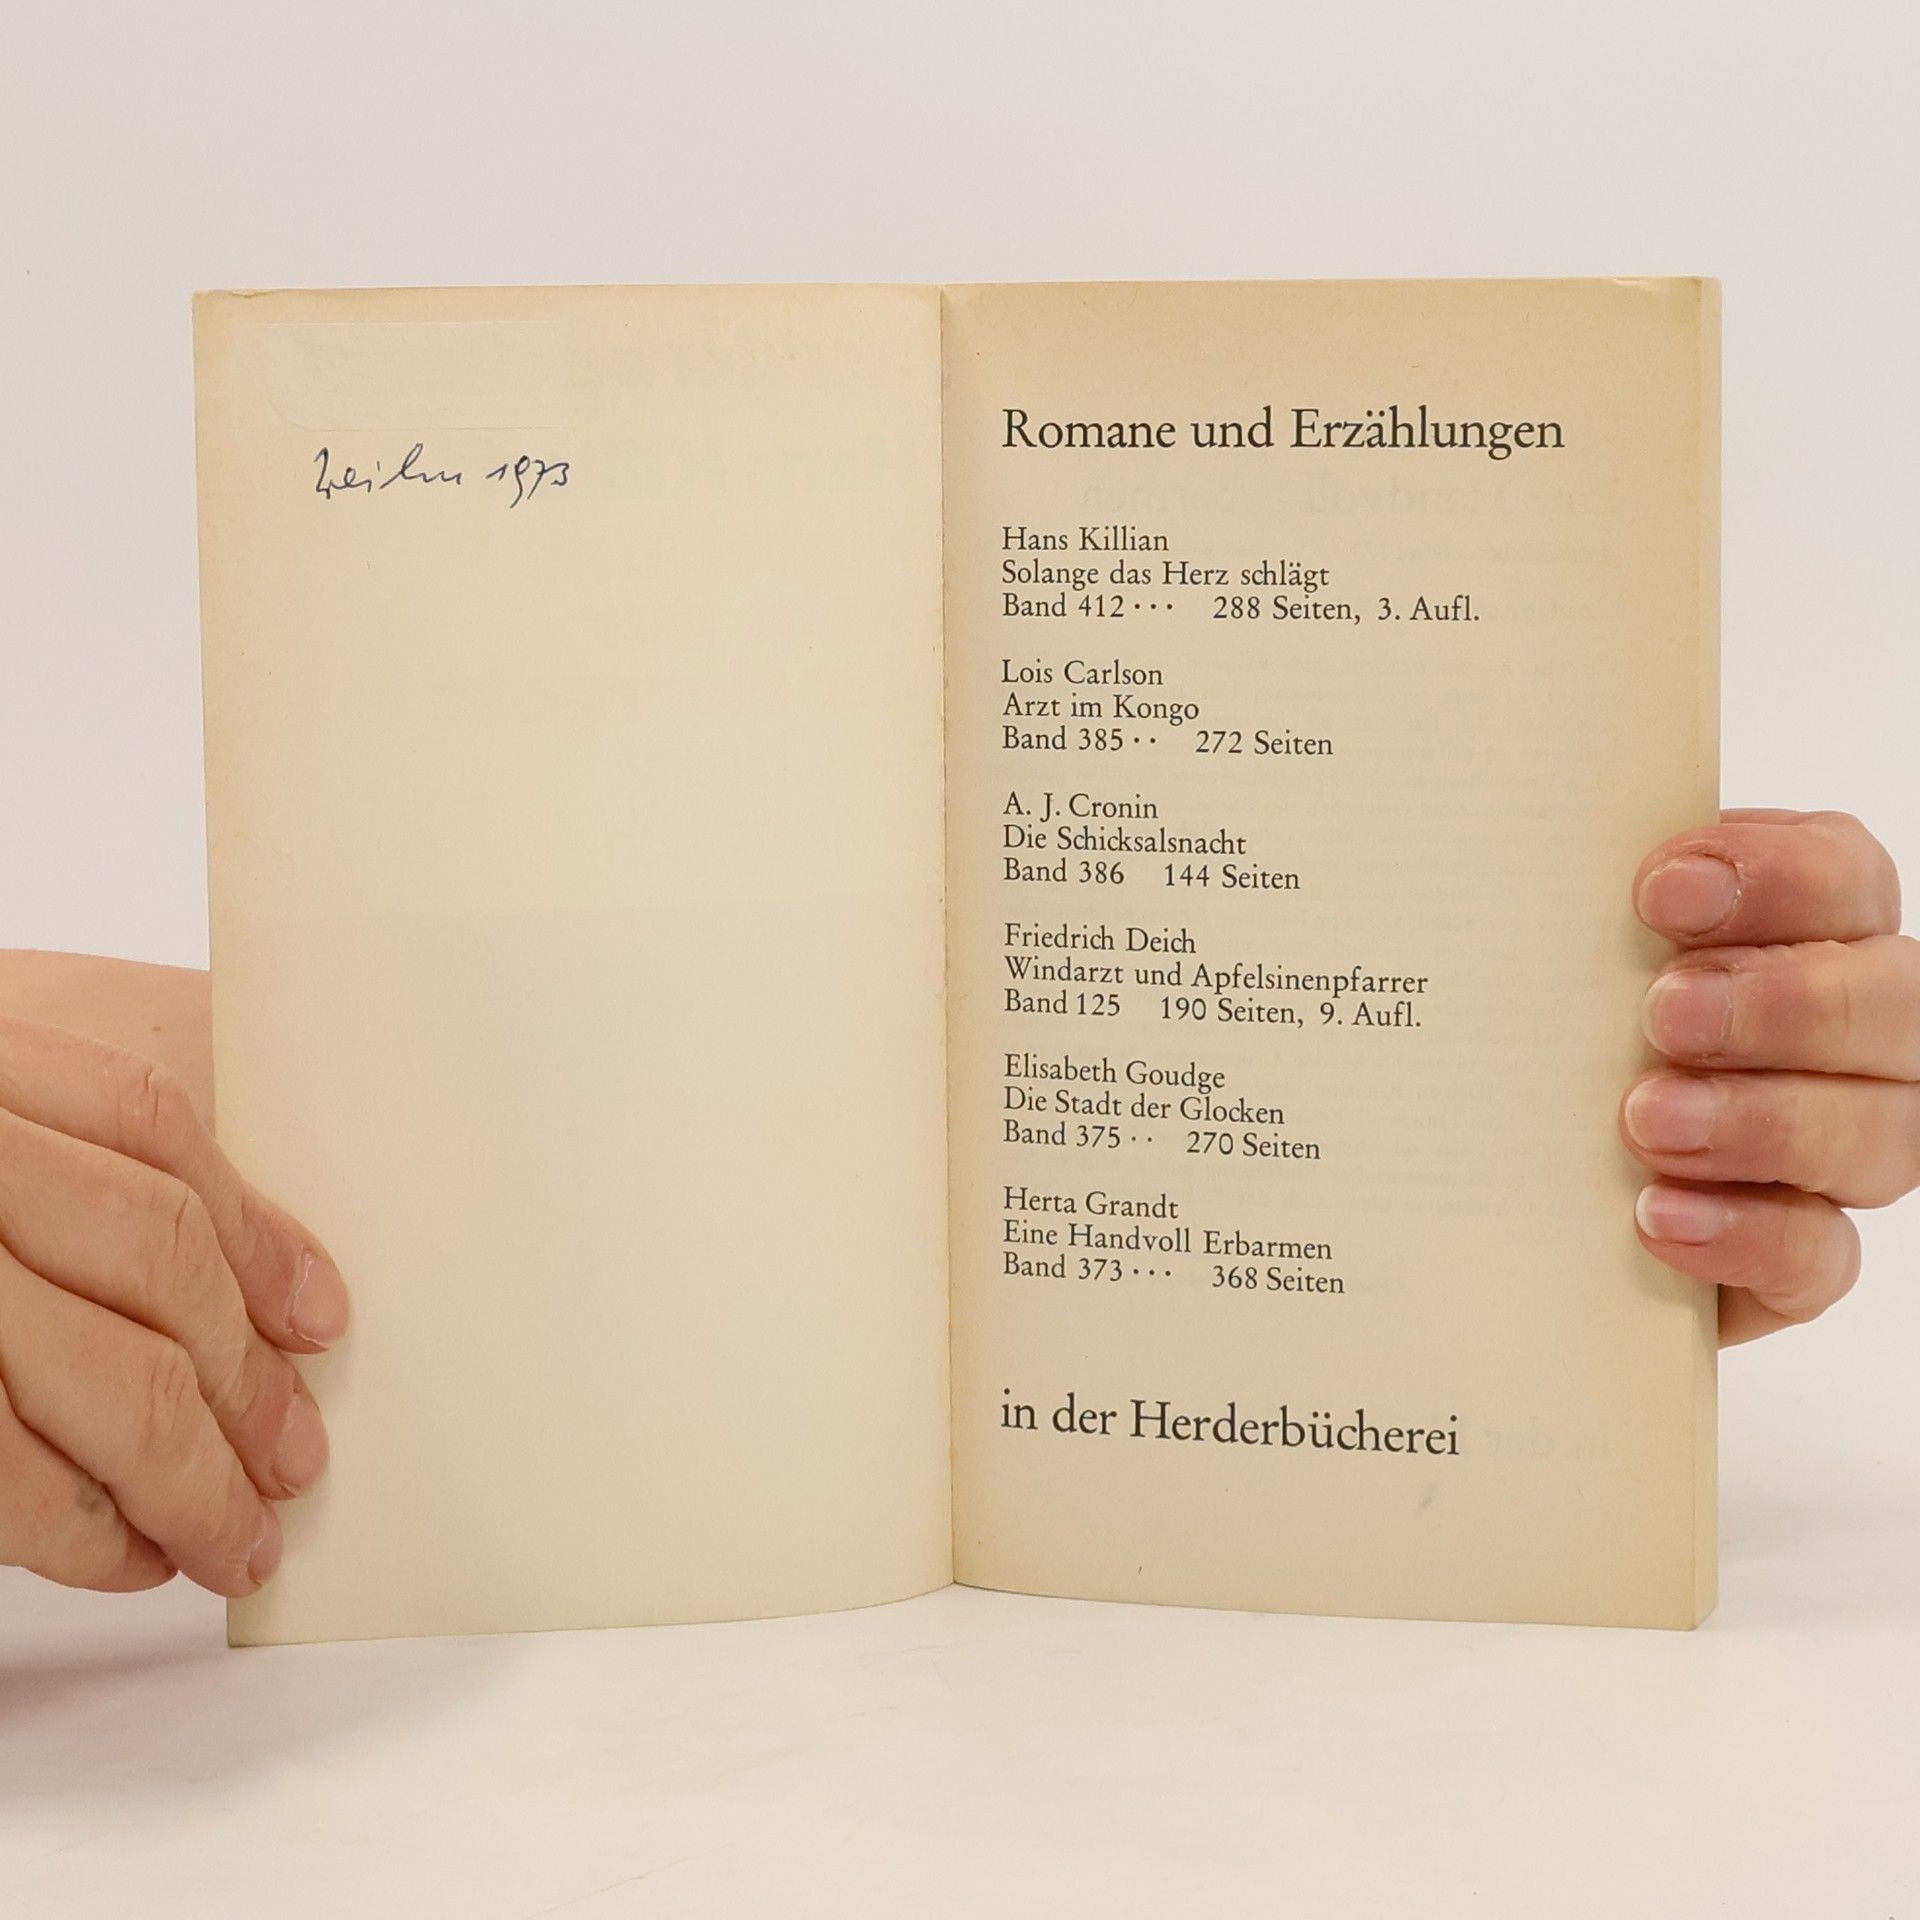 1973
Romane und Erzählungen
Hans Killian
Solange das Herz schlägt
Band 412 · · · 288 Seiten, 3. Aufl.
Lois Carlson
Arzt im Kongo
Band 385 · · 272 Seiten
A. J. Cronin
Die Schicksalsnacht
Band 386 144 Seiten
Friedrich Deich
Windarzt und Apfelsinenpfarrer
Band 125 190 Seiten, 9. Aufl.
Elisabeth Goudge
Die Stadt der Glocken
Band 375 · · 270 Seiten
Herta Grandt
Eine Handvoll Erbarmen
Band 373 · · · 368 Seiten
in der Herderbücherei